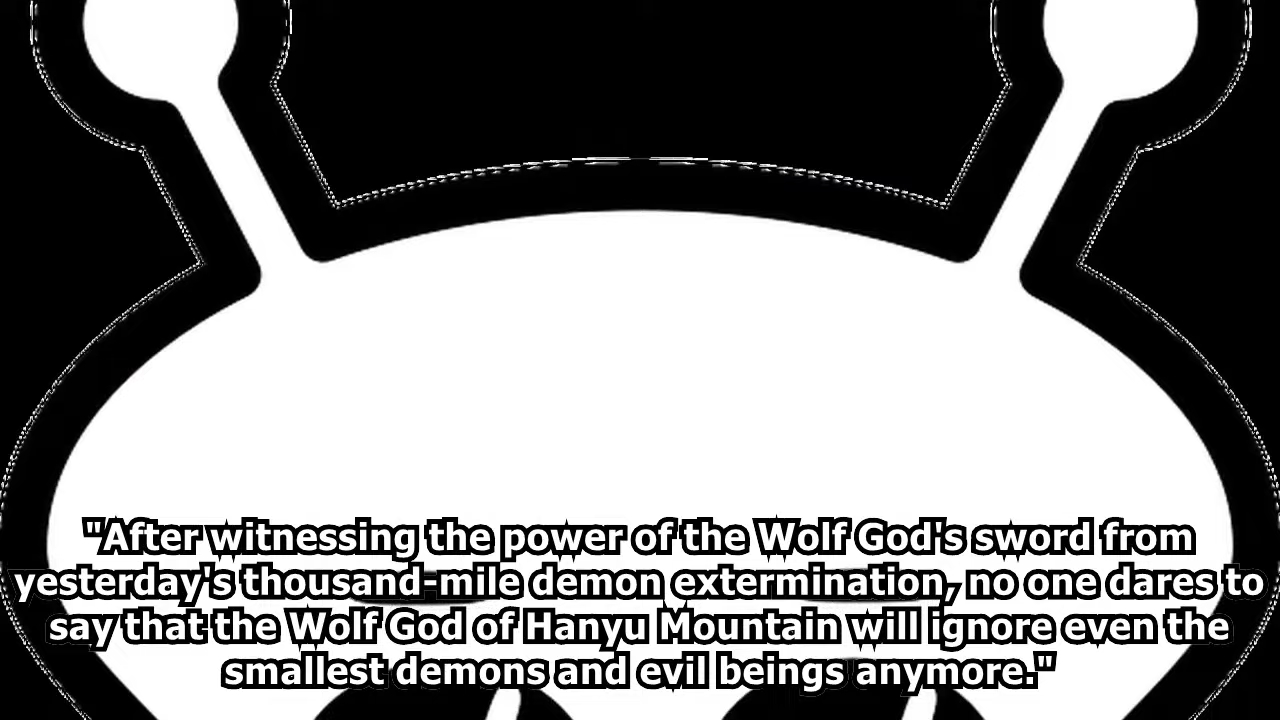 "After witnessing the power of the Wolf God's sword from
yesterday's thousand-mile demon extermination, no one dares to
say that the Wolf God of Hanyu Mountain will ignore even the
smallest demons and evil beings anymore."